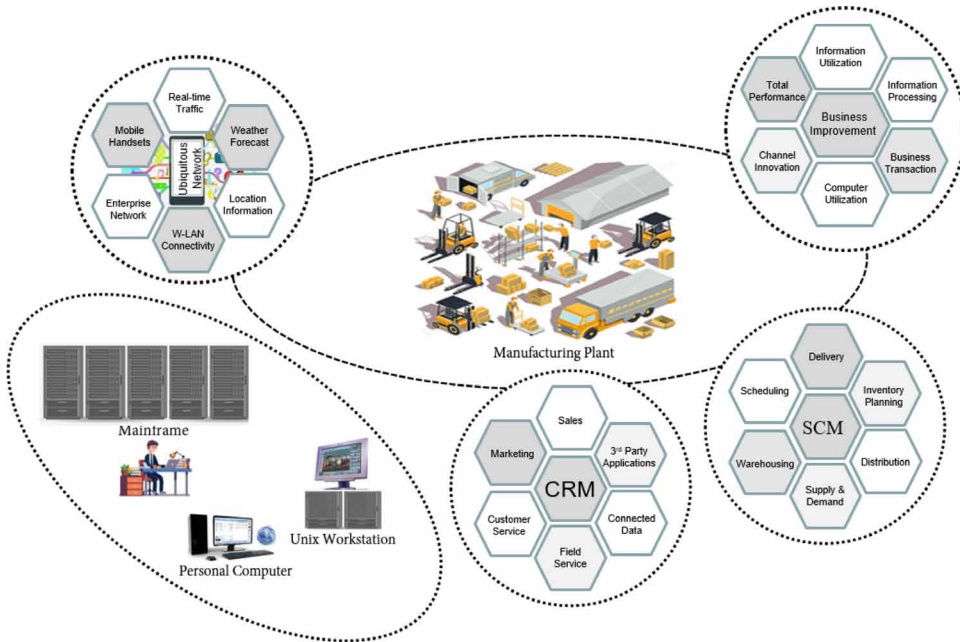 Real-time
Traffic
Mobile
Handsets
Weather
Forecast
Ubiquitous
Network
Enterprise
Network
Location
Information
W-LAN
Connectivity
Information
Utilization
Total
Performance
Information
Processing
Business
Improvement
Channel
Innovation
Business
Transaction
Computer
Utilization
Manufacturing Plant
Delivery
Scheduling
Inventory
Planning
SCM
Warehousing
Distribution
Supply &
Demand
Sales
Marketing
3rd Party
Applications
CRM
Customer
Service
Connected
Data
Field
Service
Mainframe
Unix Workstation
Personal Computer